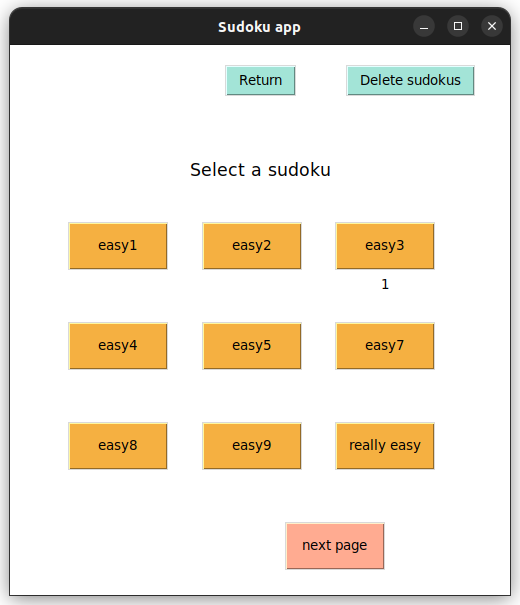 Sudoku app
Return Delete sudokus
Select a sudoku
easy1 easy2 easy3
1
easy4 easy5 easy7
easy8 easy9 really easy
next page